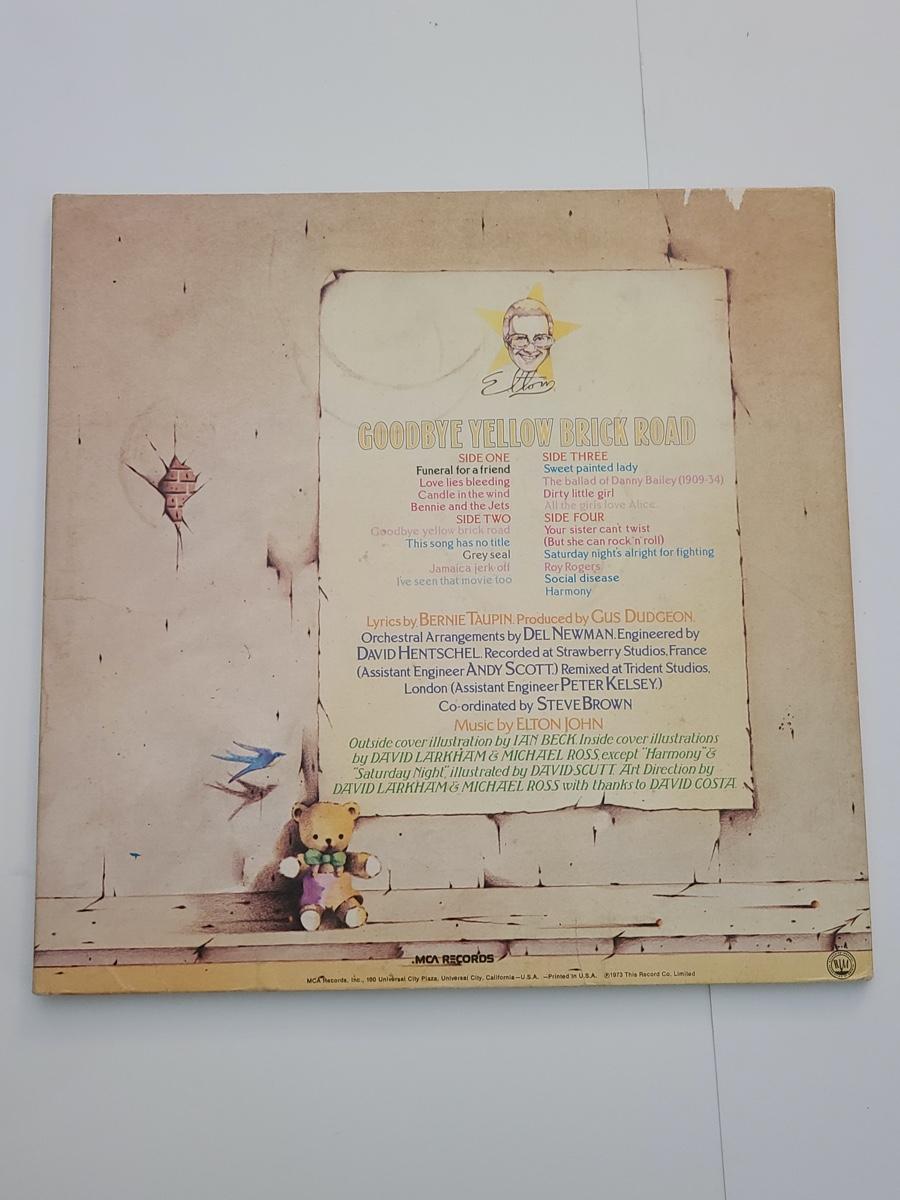 Elton
GOODBYE YELLOW BRICK ROAD
SIDE ONE
Funeral for a friend
Love lies bleeding
Candle in the wind
Bennie and the Jets
SIDE TWO
Goodbye yellow brick road
This song has no title
Grey seal
Jamaica jerk-off
I've seen that movie too
SIDE THREE
Sweet painted lady
The ballad of Danny Bailey (1909-34)
Dirty little girl
All the girls love Alice.
SIDE FOUR
Your sister can't twist
(But she can rock 'n' roll)
Saturday night's alright for fighting
Roy Rogers
Social disease
Harmony
Lyrics by BERNIE TAUPIN. Produced by GUS DUDGEON.
Orchestral Arrangements by DEL NEWMAN. Engineered by
DAVID HENTSCHEL. Recorded at Strawberry Studios, France
(Assistant Engineer ANDY SCOTT.) Remixed at Trident Studios,
London (Assistant Engineer PETER KELSEY.)
Co-ordinated by STEVE BROWN
Music by ELTON JOHN
Outside cover illustration by IAN BECK. Inside cover illustrations
by DAVID LARKHAM & MICHAEL ROSS, except "Harmony" &
"Saturday Night", illustrated by DAVID SCUTT. Art Direction by
DAVID LARKHAM & MICHAEL ROSS with thanks to DAVID COSTA.
MCA RECORDS
MCA Records, Inc., 100 Universal City Plaza, Universal City, California—U.S.A. —Printed in U.S.A. ℗1973 This Record Co. Limited